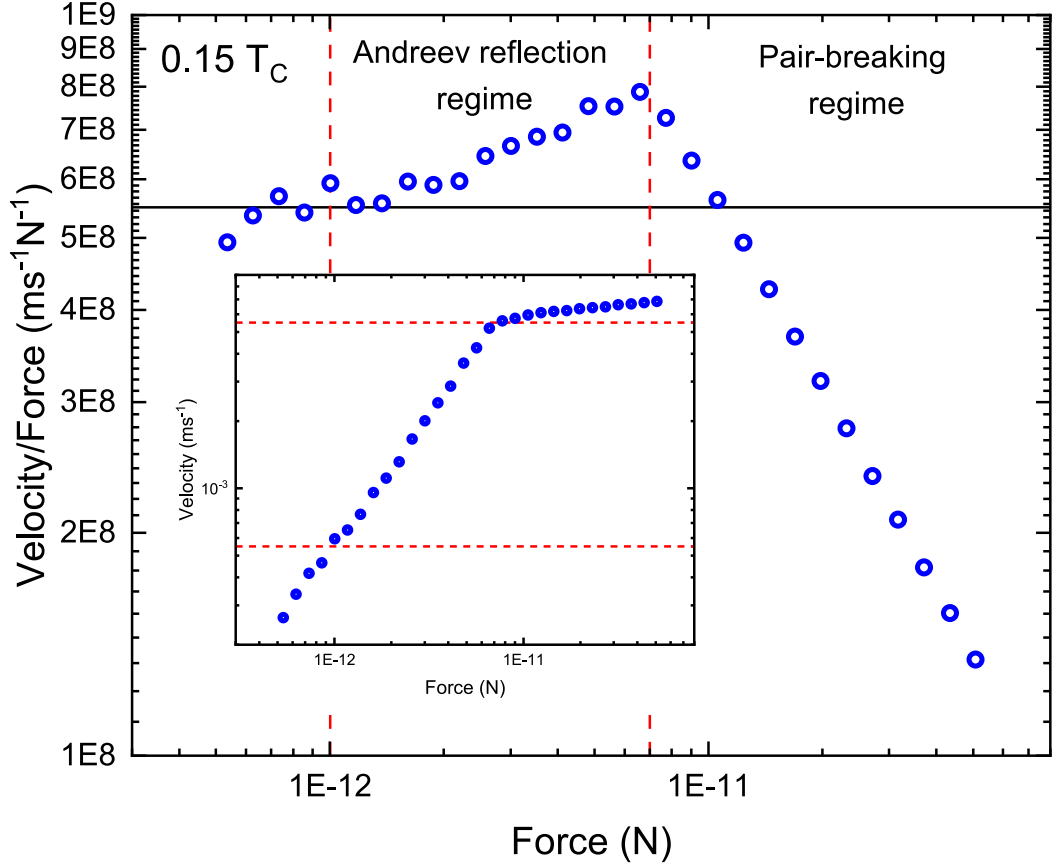 1E9
9E8
8E8
7E8
6E8
5E8
4E8
3E8
2E8
1E8
Velocity/Force (ms⁻¹N⁻¹)
0.15 T_C
Andreev reflection
regime
Pair-breaking
regime
10⁻³
Velocity (ms⁻¹)
1E-12
1E-11
Force (N)
1E-12
1E-11
Force (N)